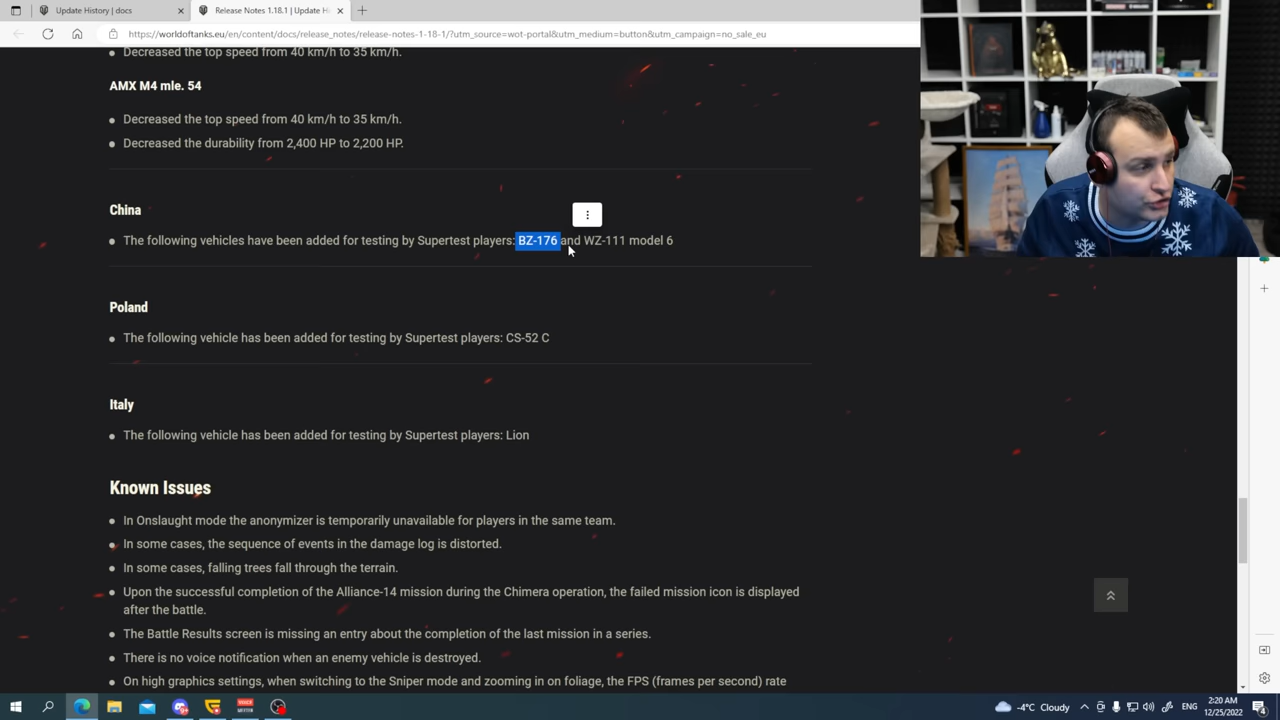 Update History | docs
Release Notes 1.18.1 | Update H
https://worldoftanks.eu/en/content/docs/release_notes/release-notes-1-18-1/?utm_source=wot-portal&utm_medium=button&utm_campaign=no_sale_eu
Decreased the top speed from 40 km/h to 35 km/h.
AMX M4 mle. 54
Decreased the top speed from 40 km/h to 35 km/h.
Decreased the durability from 2,400 HP to 2,200 HP.
China
The following vehicles have been added for testing by Supertest players: BZ-176 and WZ-111 model 6
Poland
The following vehicle has been added for testing by Supertest players: CS-52 C
Italy
The following vehicle has been added for testing by Supertest players: Lion
Known Issues
In Onslaught mode the anonymizer is temporarily unavailable for players in the same team.
In some cases, the sequence of events in the damage log is distorted.
In some cases, falling trees fall through the terrain.
Upon the successful completion of the Alliance-14 mission during the Chimera operation, the failed mission icon is displayed
after the battle.
The Battle Results screen is missing an entry about the completion of the last mission in a series.
There is no voice notification when an enemy vehicle is destroyed.
On high graphics settings, when switching to the Sniper mode and zooming in on foliage, the FPS (frames per second) rate
-4°C Cloudy
ENG
2:20 AM
12/25/2022
4